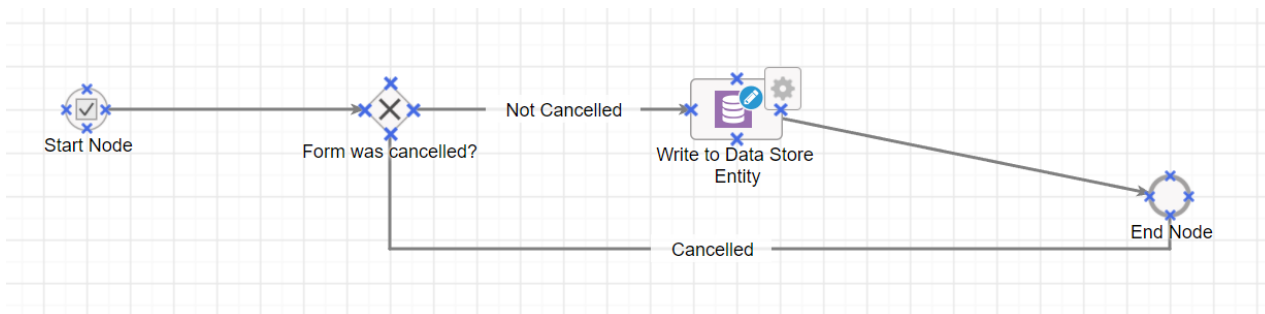 Start Node
Form was cancelled?
Not Cancelled
Write to Data Store
Entity
End Node
Cancelled